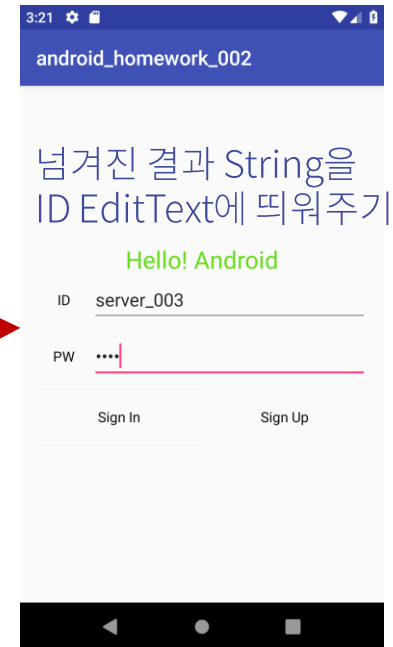 3:21
android_homework_002
넘겨진 결과 String을
ID EditText에 띄워주기
Hello! Android
ID server_003
PW ••••
Sign In Sign Up